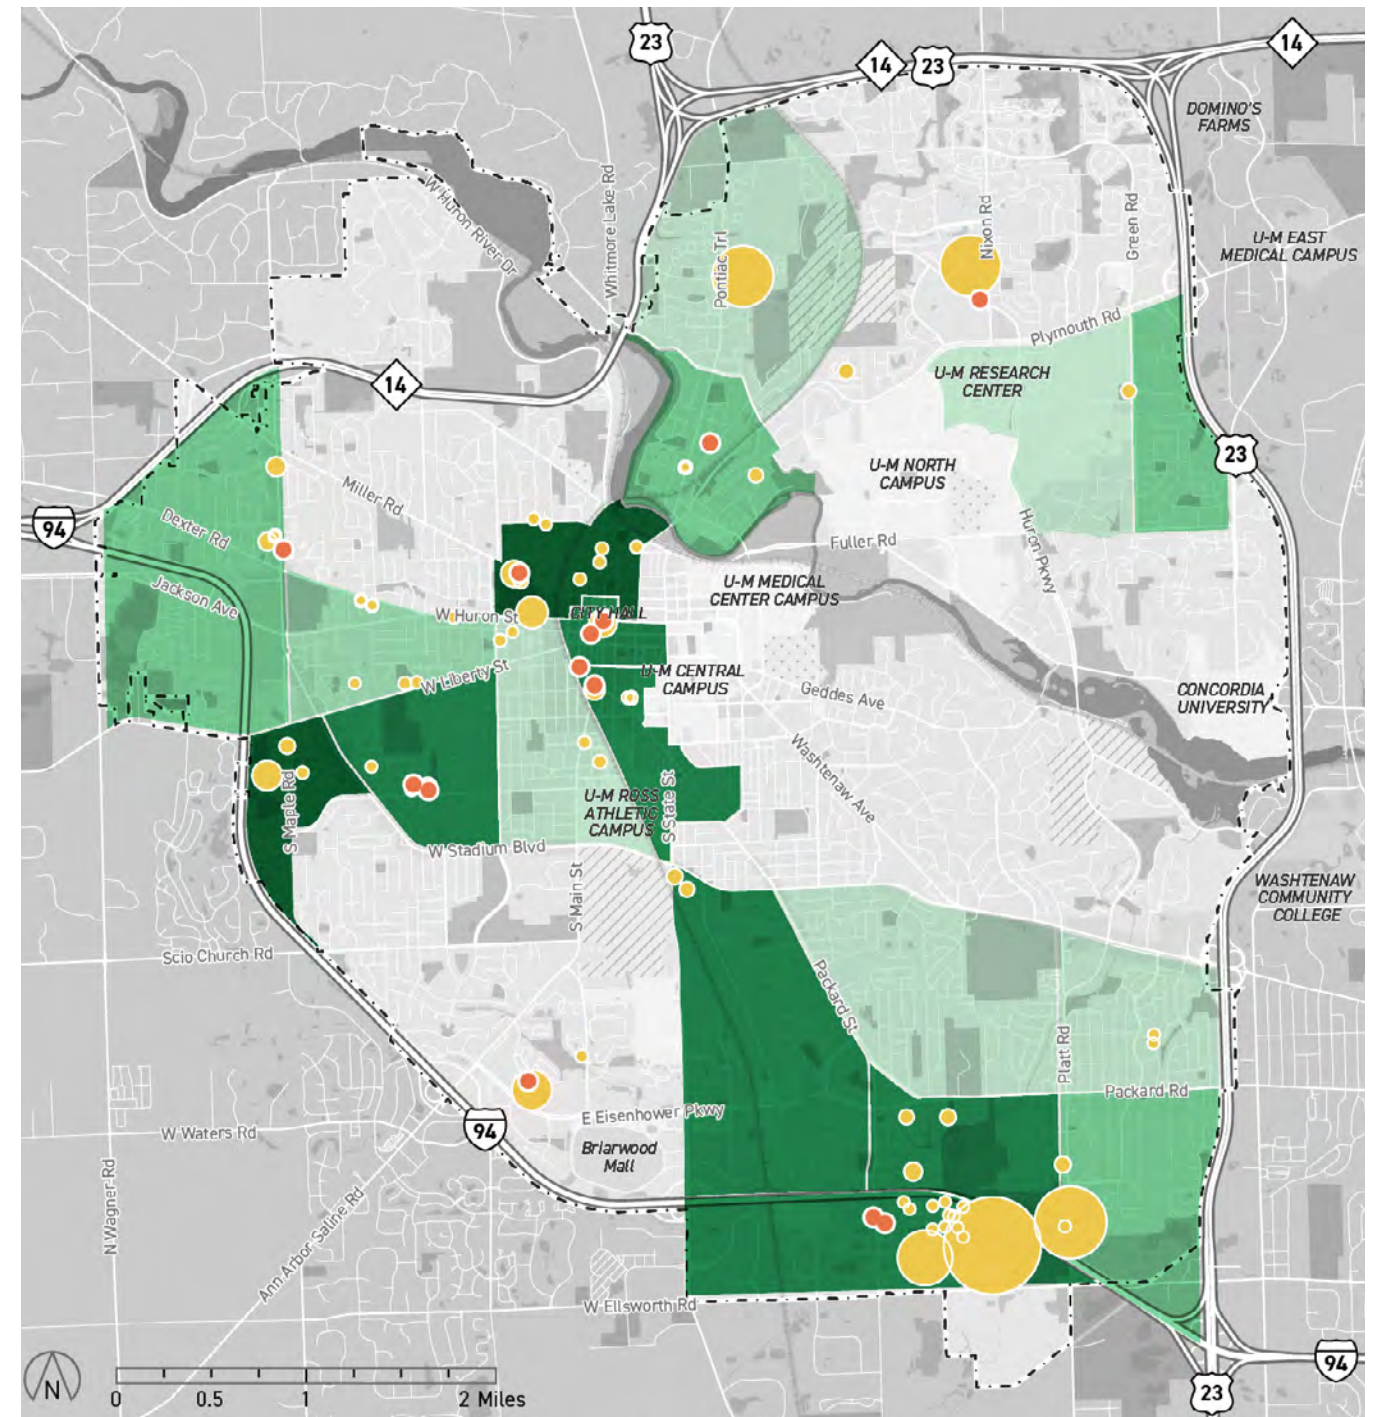 23
14
23
14
DOMINO'S
FARMS
W Huron River Dr
Whitmore Lake Rd
Pontiac Trl
Nixon Rd
Green Rd
U-M EAST
MEDICAL CAMPUS
Plymouth Rd
14
U-M RESEARCH
CENTER
23
U-M NORTH
CAMPUS
Miller Rd
94
Dexter Rd
Fuller Rd
Huron Pkwy
Jackson Ave
U-M MEDICAL
CENTER CAMPUS
W Huron St
CITY HALL
W Liberty St
U-M CENTRAL
CAMPUS
Geddes Ave
CONCORDIA
UNIVERSITY
Washtenaw Ave
S Maple Rd
U-M ROSS
ATHLETIC
CAMPUS
S State St
W Stadium Blvd
S Main St
WASHTENAW
COMMUNITY
COLLEGE
Scio Church Rd
Packard St
Platt Rd
Packard Rd
E Eisenhower Pkwy
94
W Waters Rd
Briarwood
Mall
N Wagner Rd
Ann Arbor Saline Rd
W Ellsworth Rd
94
23
N
0 0.5 1 2 Miles